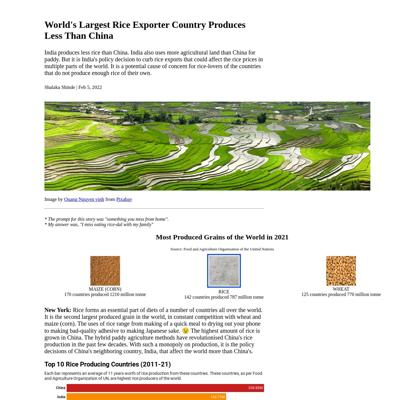 World's Largest Rice Exporter Country Produces
Less Than China
India produces less rice than China. India also uses more agricultural land than China for
paddy. But it is India's policy decision to curb rice exports that could affect the rice prices in
multiple parts of the world. It is a potential cause of concern for rice-lovers of the countries
that do not produce enough rice of their own.
Shalaka Shinde | Feb 5, 2022
Image by Quang Nguyen vinh from Pixabay
* The prompt for this story was "something you miss from home".
* My answer was, "I miss eating rice-dal with my family"
Most Produced Grains of the World in 2021
Source: Food and Agriculture Organisation of the United Nations
MAIZE (CORN)
170 countries produced 1210 million tonne
RICE
142 countries produced 787 million tonne
WHEAT
125 countries produced 770 million tonne
New York: Rice forms an essential part of diets of a number of countries all over the world.
It is the second largest produced grain in the world, in constant competition with wheat and
maize (corn). The uses of rice range from making of a quick meal to drying out your phone
to making bad-quality adhesive to making Japanese sake. 😉 The highest amount of rice is
grown in China. The hybrid paddy agriculture methods have revolutionised China's rice
production in the past few decades. With such a monopoly on production, it is the policy
decisions of China's neighboring country, India, that affect the world more than China's.
Top 10 Rice Producing Countries (2011-21)
Each bar represents an average of 11 years worth of rice production from these countries. These countries, as per Food
and Agriculture Organization of UN, are highest rice producers of the world.
China
India